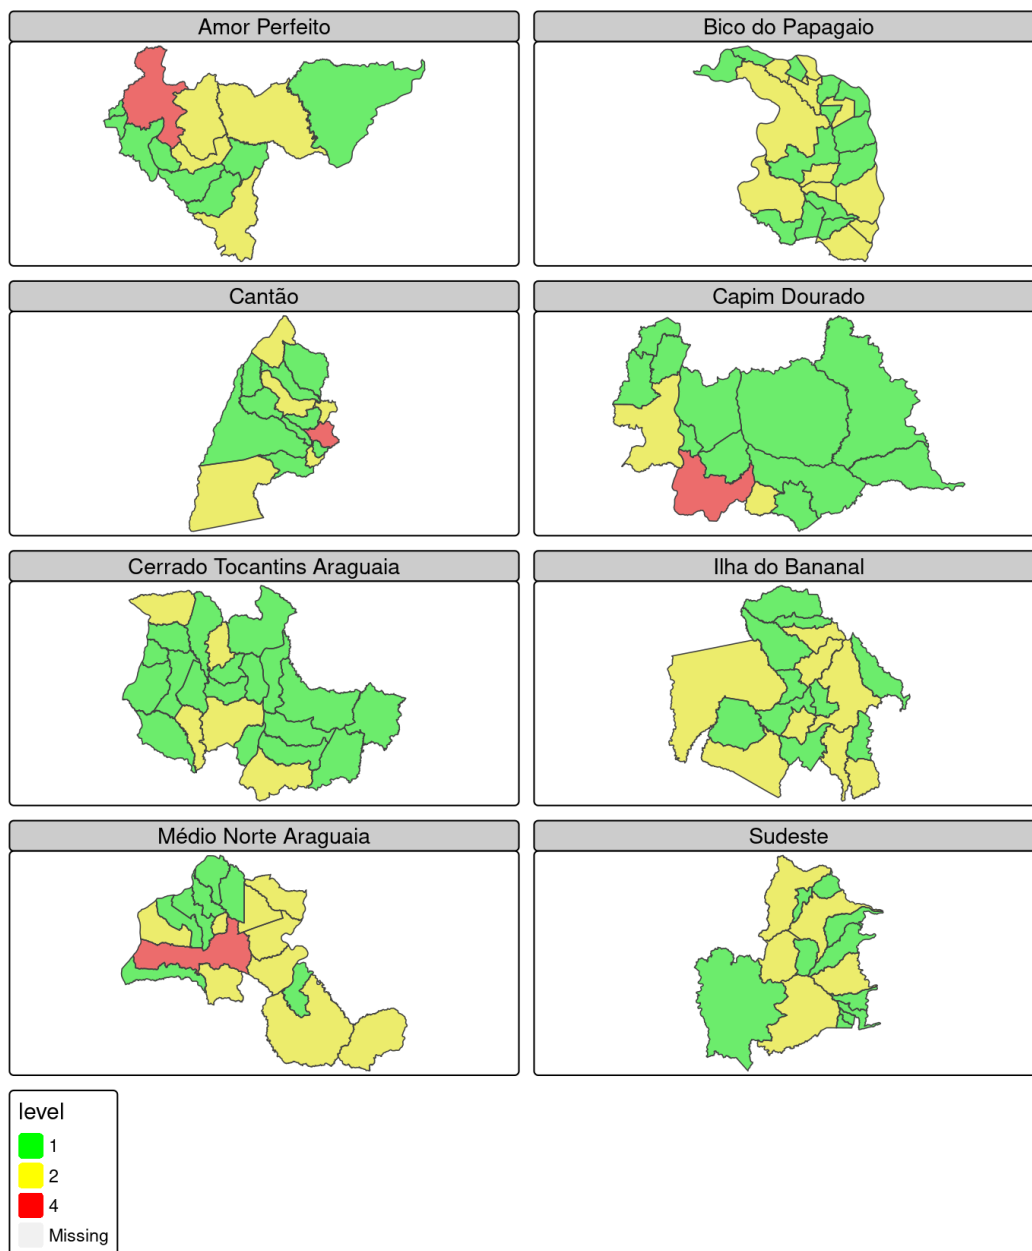 Amor Perfeito
Bico do Papagaio
Cantão
Capim Dourado
Cerrado Tocantins Araguaia
Ilha do Bananal
Médio Norte Araguaia
Sudeste
level
1
2
4
Missing